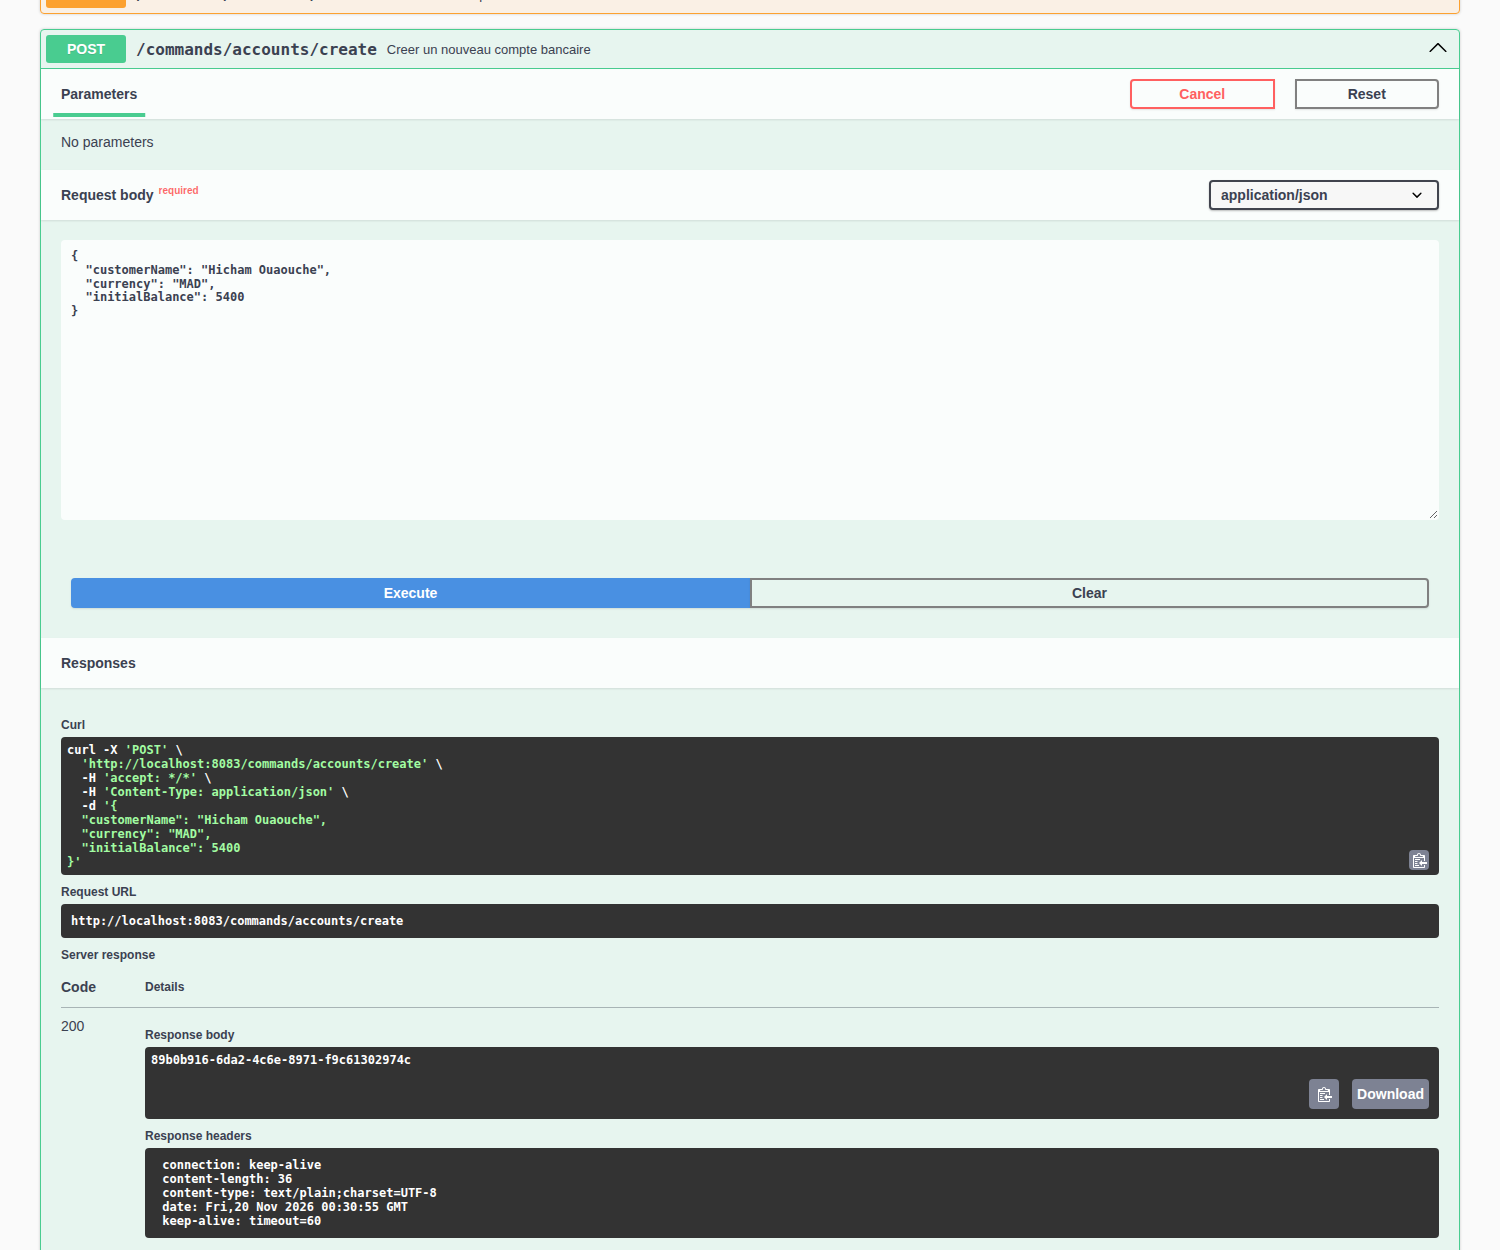 POST /commands/accounts/create Creer un nouveau compte bancaire
Parameters
Cancel
Reset
No parameters
Request body required
application/json
{
  "customerName": "Hicham Ouaouche",
  "currency": "MAD",
  "initialBalance": 5400
}
Execute
Clear
Responses
Curl
curl -X 'POST' \
  'http://localhost:8083/commands/accounts/create' \
  -H 'accept: */*' \
  -H 'Content-Type: application/json' \
  -d '{
  "customerName": "Hicham Ouaouche",
  "currency": "MAD",
  "initialBalance": 5400
}'
Request URL
http://localhost:8083/commands/accounts/create
Server response
Code Details
200
Response body
89b0b916-6da2-4c6e-8971-f9c61302974c
Download
Response headers
connection: keep-alive
content-length: 36
content-type: text/plain;charset=UTF-8
date: Fri,20 Nov 2026 00:30:55 GMT
keep-alive: timeout=60